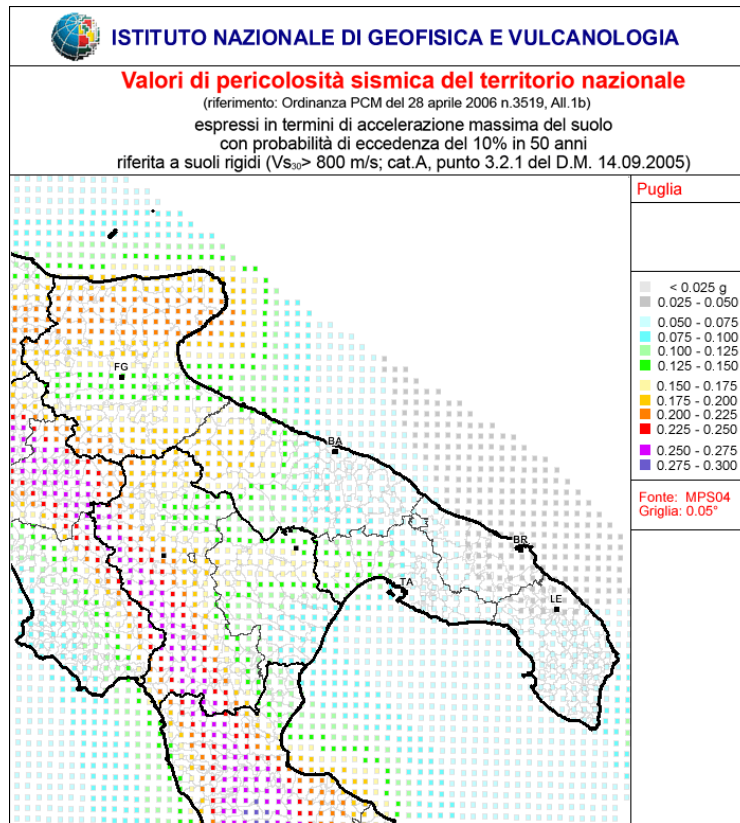 ISTITUTO NAZIONALE DI GEOFISICA E VULCANOLOGIA
Valori di pericolosità sismica del territorio nazionale
(riferimento: Ordinanza PCM del 28 aprile 2006 n.3519, All.1b)
espressi in termini di accelerazione massima del suolo
con probabilità di eccedenza del 10% in 50 anni
riferita a suoli rigidi (Vs₃₀> 800 m/s; cat.A, punto 3.2.1 del D.M. 14.09.2005)
Puglia
< 0.025 g
0.025 - 0.050
0.050 - 0.075
0.075 - 0.100
0.100 - 0.125
0.125 - 0.150
0.150 - 0.175
0.175 - 0.200
0.200 - 0.225
0.225 - 0.250
0.250 - 0.275
0.275 - 0.300
Fonte: MPS04
Griglia: 0.05°
FG
BA
BR
TA
LE